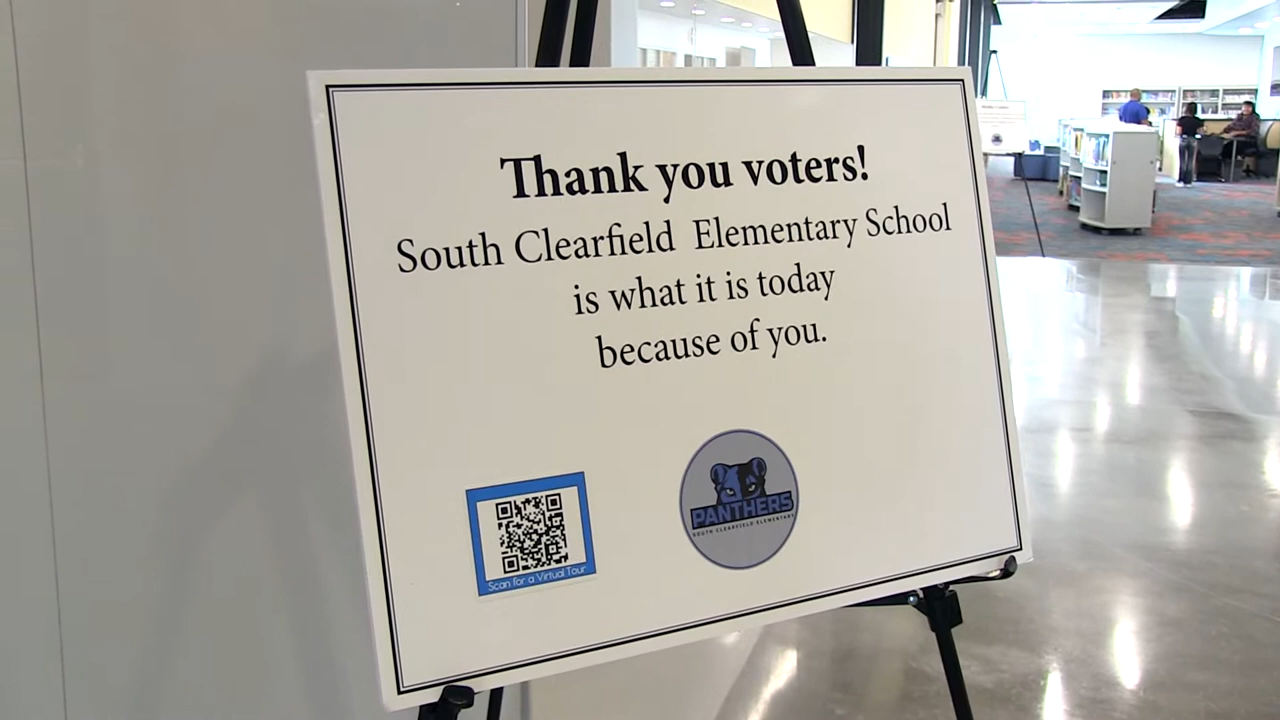 Thank you voters!
South Clearfield Elementary School
is what it is today
because of you.
Scan for a Virtual Tour
PANTHERS
SOUTH CLEARFIELD ELEMENTARY